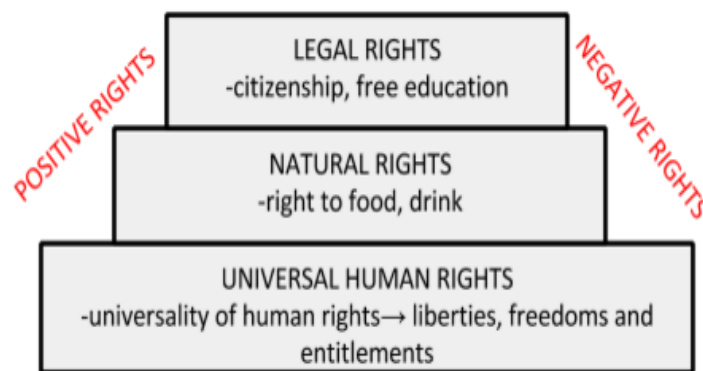 POSITIVE RIGHTS
NEGATIVE RIGHTS
LEGAL RIGHTS
-citizenship, free education
NATURAL RIGHTS
-right to food, drink
UNIVERSAL HUMAN RIGHTS
-universality of human rights→ liberties, freedoms and
entitlements